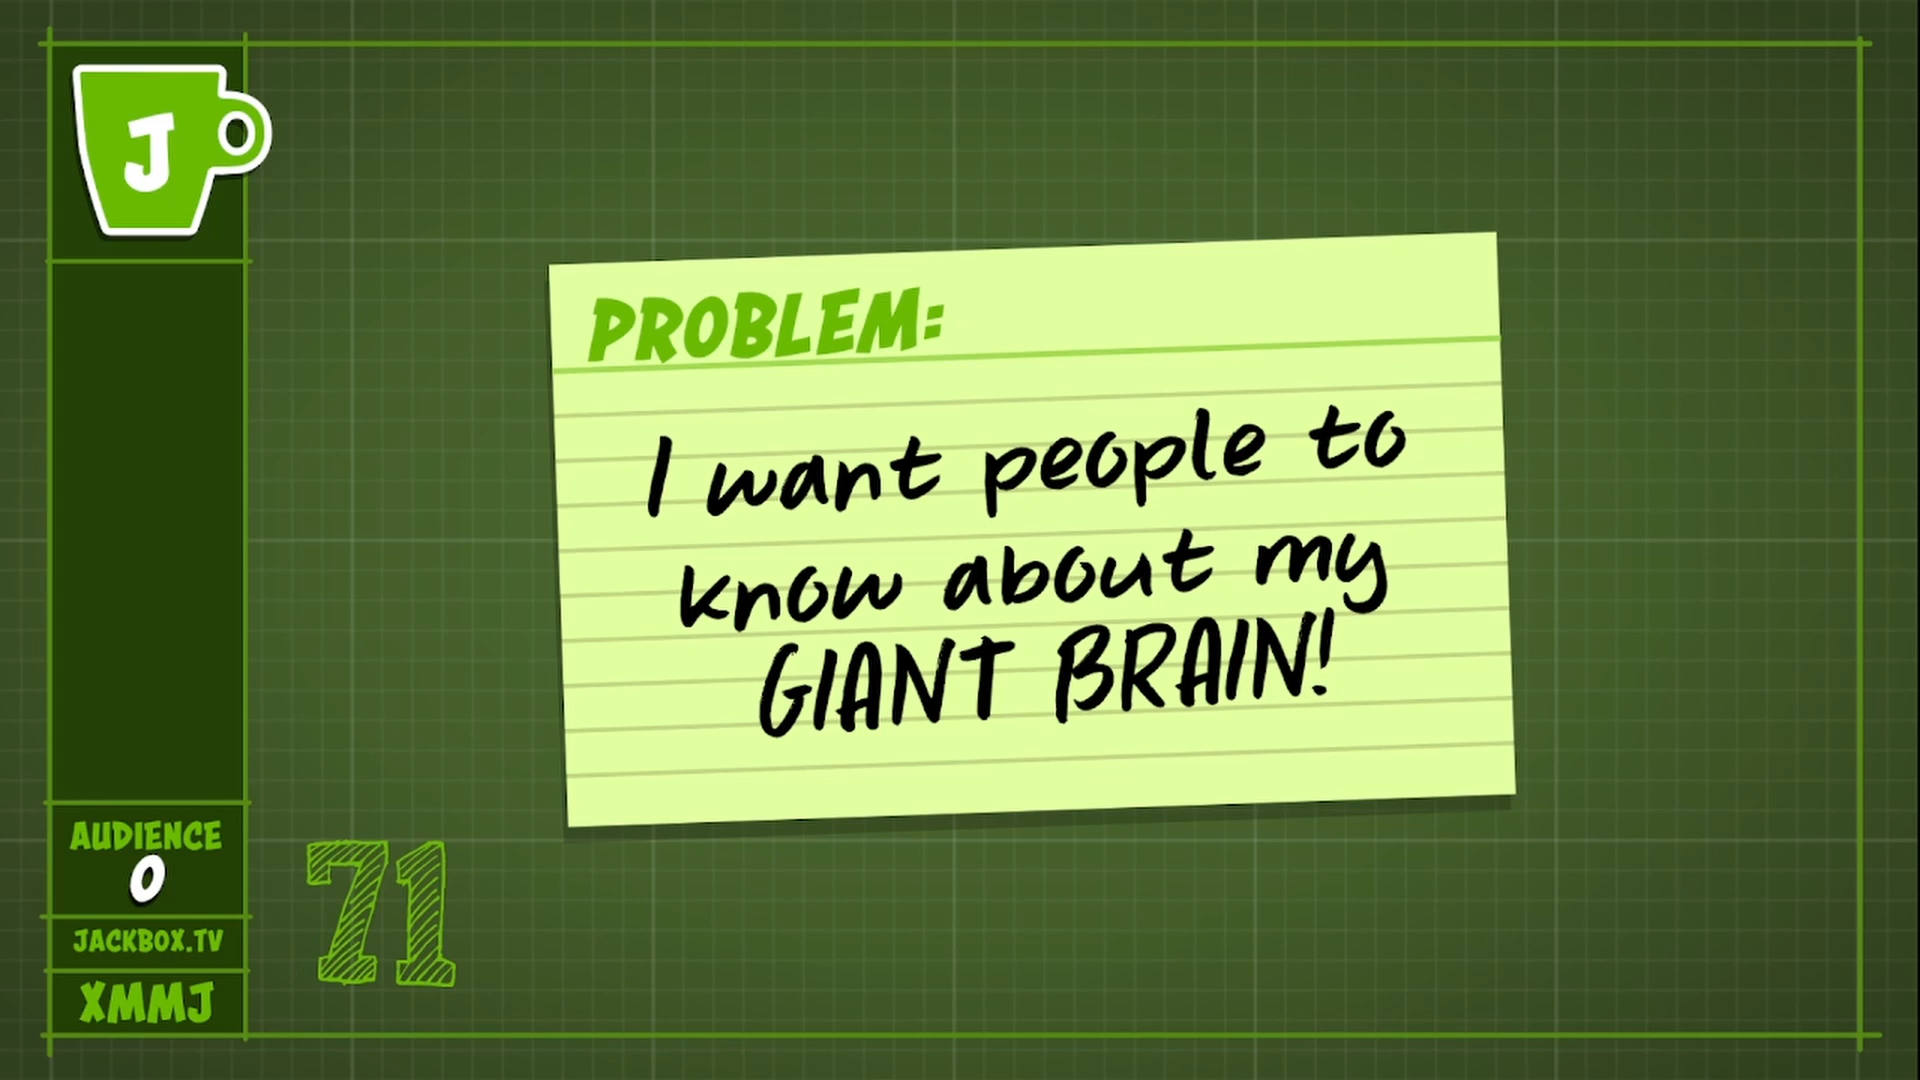 J
PROBLEM:
I want people to
know about my
GIANT BRAIN!
AUDIENCE
0
JACKBOX.TV
XMMJ
71